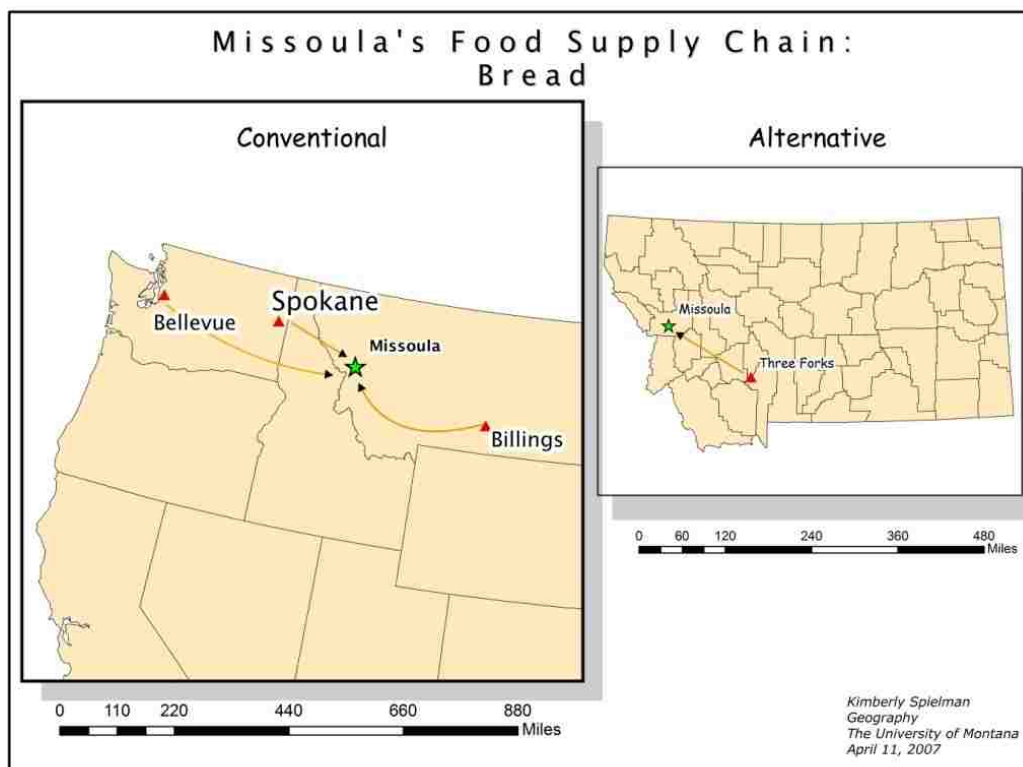 Missoula's Food Supply Chain:
Bread
Conventional
Bellevue
Spokane
Missoula
Billings
0 110 220 440 660 880
Miles
Alternative
Missoula
Three Forks
0 60 120 240 360 480
Miles
Kimberly Spielman
Geography
The University of Montana
April 11, 2007